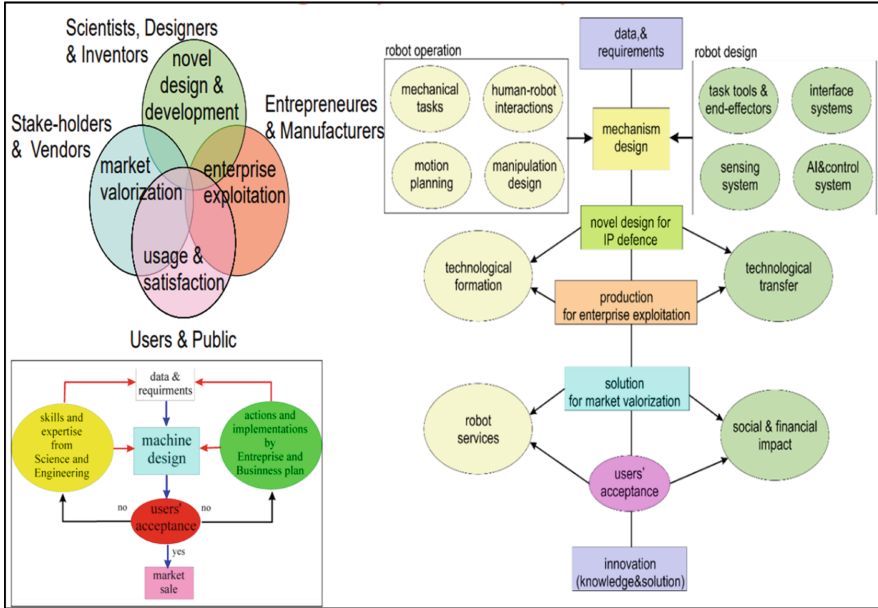 Scientists, Designers
& Inventors
novel
design &
development
Entrepreneures
& Manufacturers
Stake-holders
& Vendors
market
valorization
enterprise
exploitation
usage &
satisfaction
Users & Public
data &
requirments
skills and
expertise
from
Science and
Engineering
machine
design
actions and
implementations
by
Entreprise and
Businness plan
users'
acceptance
no
no
yes
market
sale
data,&
requirements
robot operation
mechanical
tasks
human-robot
interactions
motion
planning
manipulation
design
mechanism
design
robot design
task tools &
end-effectors
interface
systems
sensing
system
AI&control
system
novel design for
IP defence
technological
formation
technological
transfer
production
for enterprise exploitation
solution
for market valorization
robot
services
social & financial
impact
users'
acceptance
innovation
(knowledge&solution)